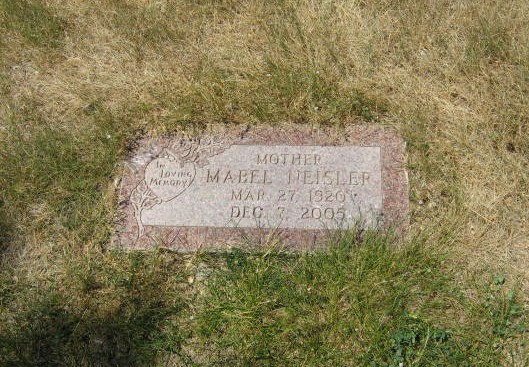 In
Loving
Memory
MOTHER
MABEL NEISLER
MAR. 27, 1920
DEC. 7, 2005